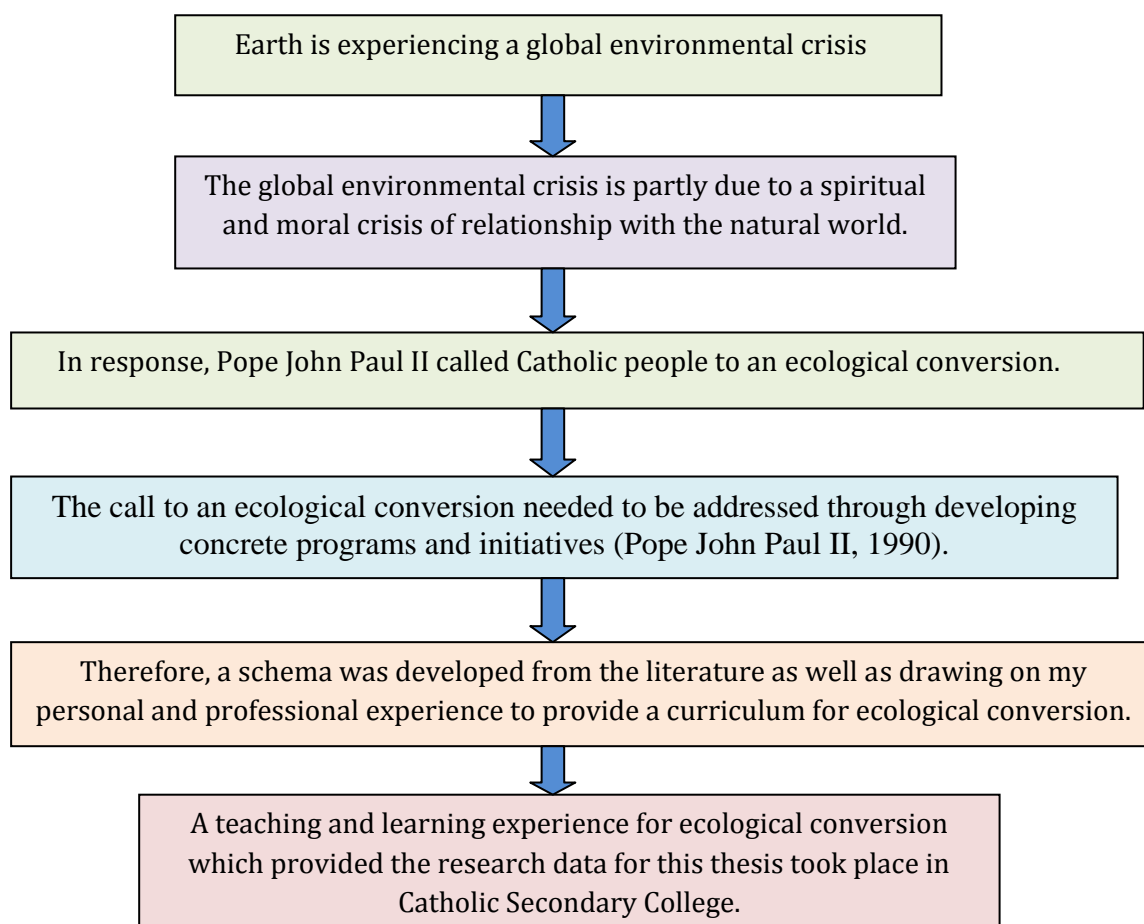 Earth is experiencing a global environmental crisis
The global environmental crisis is partly due to a spiritual
and moral crisis of relationship with the natural world.
In response, Pope John Paul II called Catholic people to an ecological conversion.
The call to an ecological conversion needed to be addressed through developing
concrete programs and initiatives (Pope John Paul II, 1990).
Therefore, a schema was developed from the literature as well as drawing on my
personal and professional experience to provide a curriculum for ecological conversion.
A teaching and learning experience for ecological conversion
which provided the research data for this thesis took place in
Catholic Secondary College.